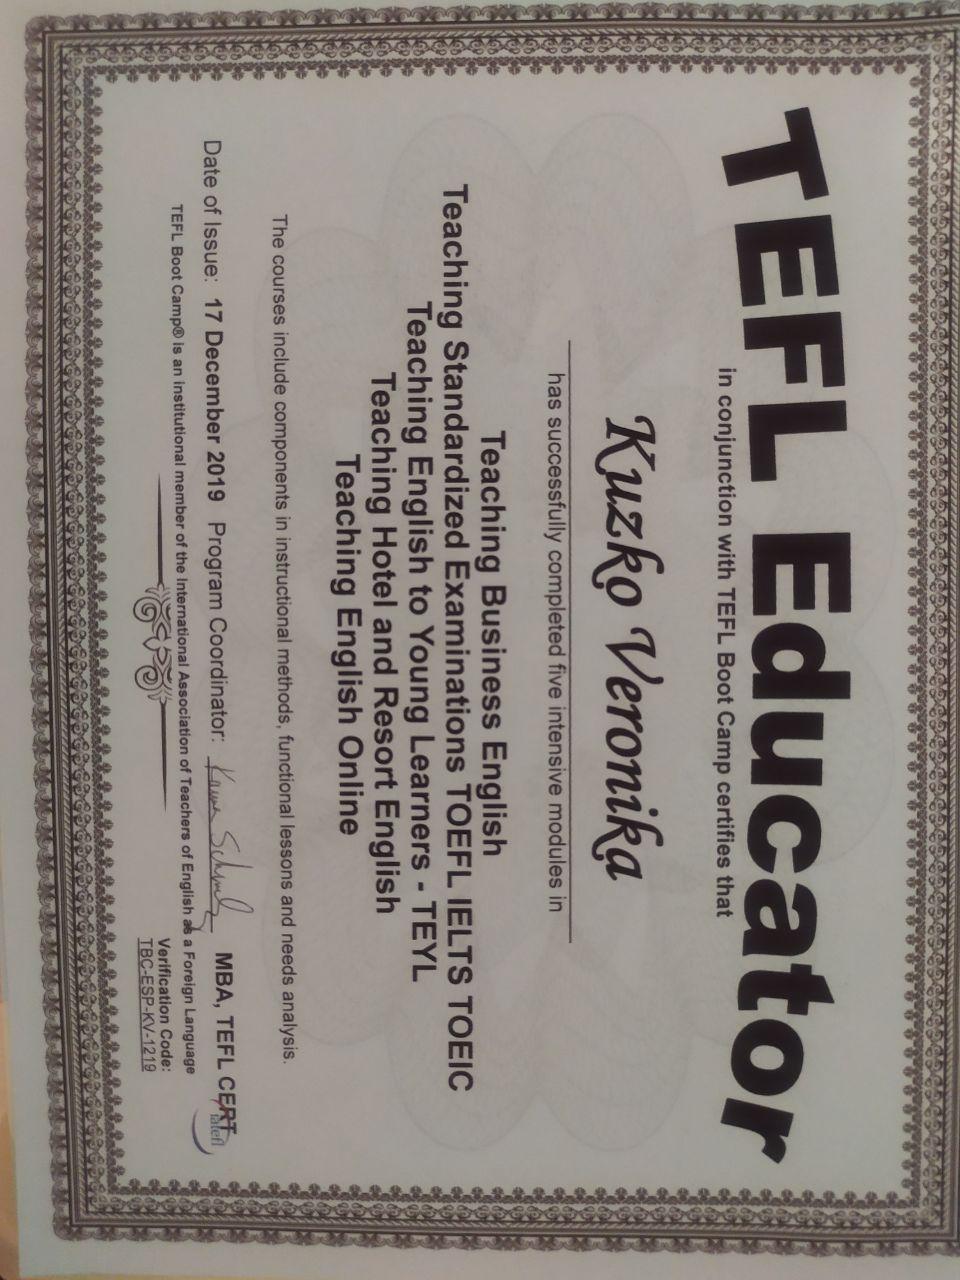 TEFL Educator
in conjunction with TEFL Boot Camp certifies that
Kuzko Veronika
has successfully completed five intensive modules in
Teaching Business English
Teaching Standardized Examinations TOEFL IELTS TOEIC
Teaching English to Young Learners - TEYL
Teaching Hotel and Resort English
Teaching English Online
The courses include components in instructional methods, functional lessons and needs analysis.
Date of Issue: 17 December 2019 Program Coordinator: MBA, TEFL CERT
TEFL Boot Camp® is an institutional member of the International Association of Teachers of English as a Foreign Language
iatefl
Verification Code:
TBC-ESP-KV-1219